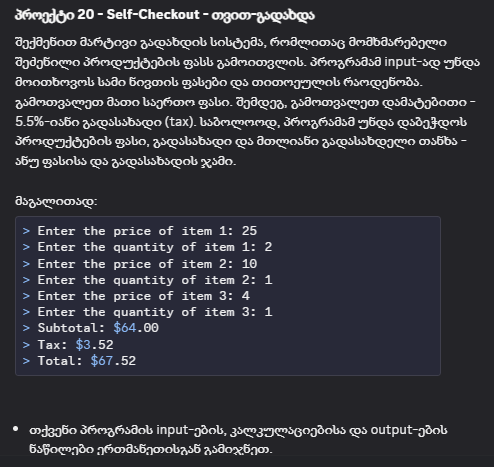 პროექტი 20 - Self-Checkout - თვით-გადახდა
შექმენით მარტივი გადახდის სისტემა, რომლითაც მომხმარებელი
შეძენილი პროდუქტების ფასს გამოითვლის. პროგრამამ input-ად უნდა
მოითხოვოს სამი ნივთის ფასები და თითოეულის რაოდენობა.
გამოთვალეთ მათი საერთო ფასი. შემდეგ, გამოთვალეთ დამატებითი -
5.5%-იანი გადასახადი (tax). საბოლოოდ, პროგრამამ უნდა დაბეჭდოს
პროდუქტების ფასი, გადასახადი და მთლიანი გადასახდელი თანხა -
ანუ ფასისა და გადასახადის ჯამი.
მაგალითად:
> Enter the price of item 1: 25
> Enter the quantity of item 1: 2
> Enter the price of item 2: 10
> Enter the quantity of item 2: 1
> Enter the price of item 3: 4
> Enter the quantity of item 3: 1
> Subtotal: $64.00
> Tax: $3.52
> Total: $67.52
• თქვენი პროგრამის input-ების, კალკულაციებისა და output-ების
ნაწილები ერთმანეთისგან გამიჯნეთ.